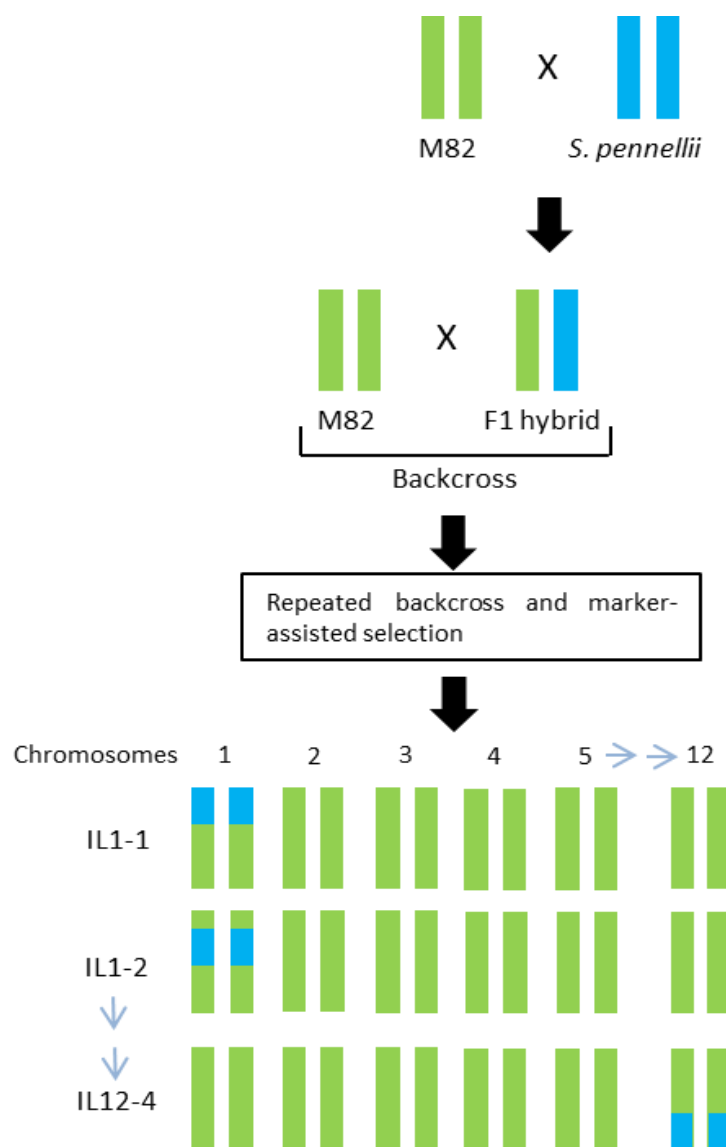 X
M82 S. pennellii
X
M82 F1 hybrid
Backcross
Repeated backcross and marker-
assisted selection
Chromosomes 1 2 3 4 5 12
IL1-1
IL1-2
IL12-4